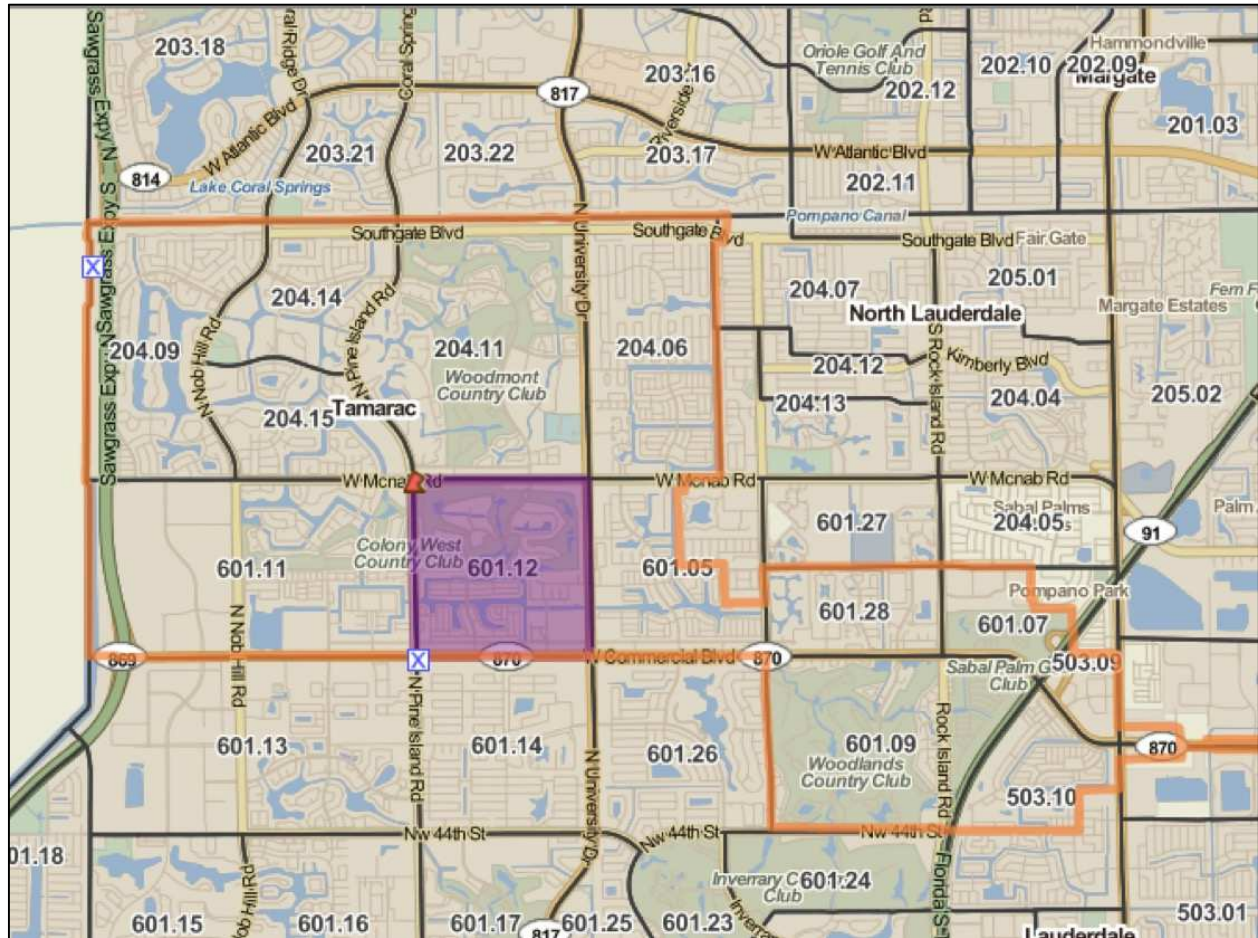 203.18
Coral Spring
203.16
Oriole Golf And
Tennis Club
202.12
202.10
202.09
Hammondville
Margate
Sawgrass Expy N
Ridge Dr
817
Riverside
201.03
W Atlantic Blvd
203.21
203.22
203.17
W Atlantic Blvd
814
Lake Coral Springs
202.11
Sawgrass Expy S
N University Dr
Pompano Canal
Southgate Blvd
Southgate Blvd
Southgate Blvd
Fair Gate
X
204.14
204.07
205.01
North Lauderdale
Margate Estates
Fern F
204.09
N Nob Hill Rd
N Pine Island Rd
204.11
204.06
S Rock Island Rd
Kimberly Blvd
204.12
Woodmont
Country Club
204.15
Tamarac
204.13
204.04
205.02
W Mcnab Rd
W Mcnab Rd
W Mcnab Rd
Sabal Palms
601.27
204.05
91
Palm
Colony West
Country Club
601.11
601.12
601.05
Pompano Park
601.28
601.07
N Nob Hill Rd
869
870
W Commercial Blvd
870
Sabal Palm G
Club
503.09
X
N Pine Island Rd
601.13
601.14
N University Dr
601.26
601.09
Woodlands
Country Club
Rock Island Rd
870
503.10
Nw 44th St
Nw 44th St
Nw 44th St
01.18
Inverrary C
Club
601.24
Florida S
601.15
601.16
601.17
817
601.25
601.23
Inverra
503.01
Lauderdale